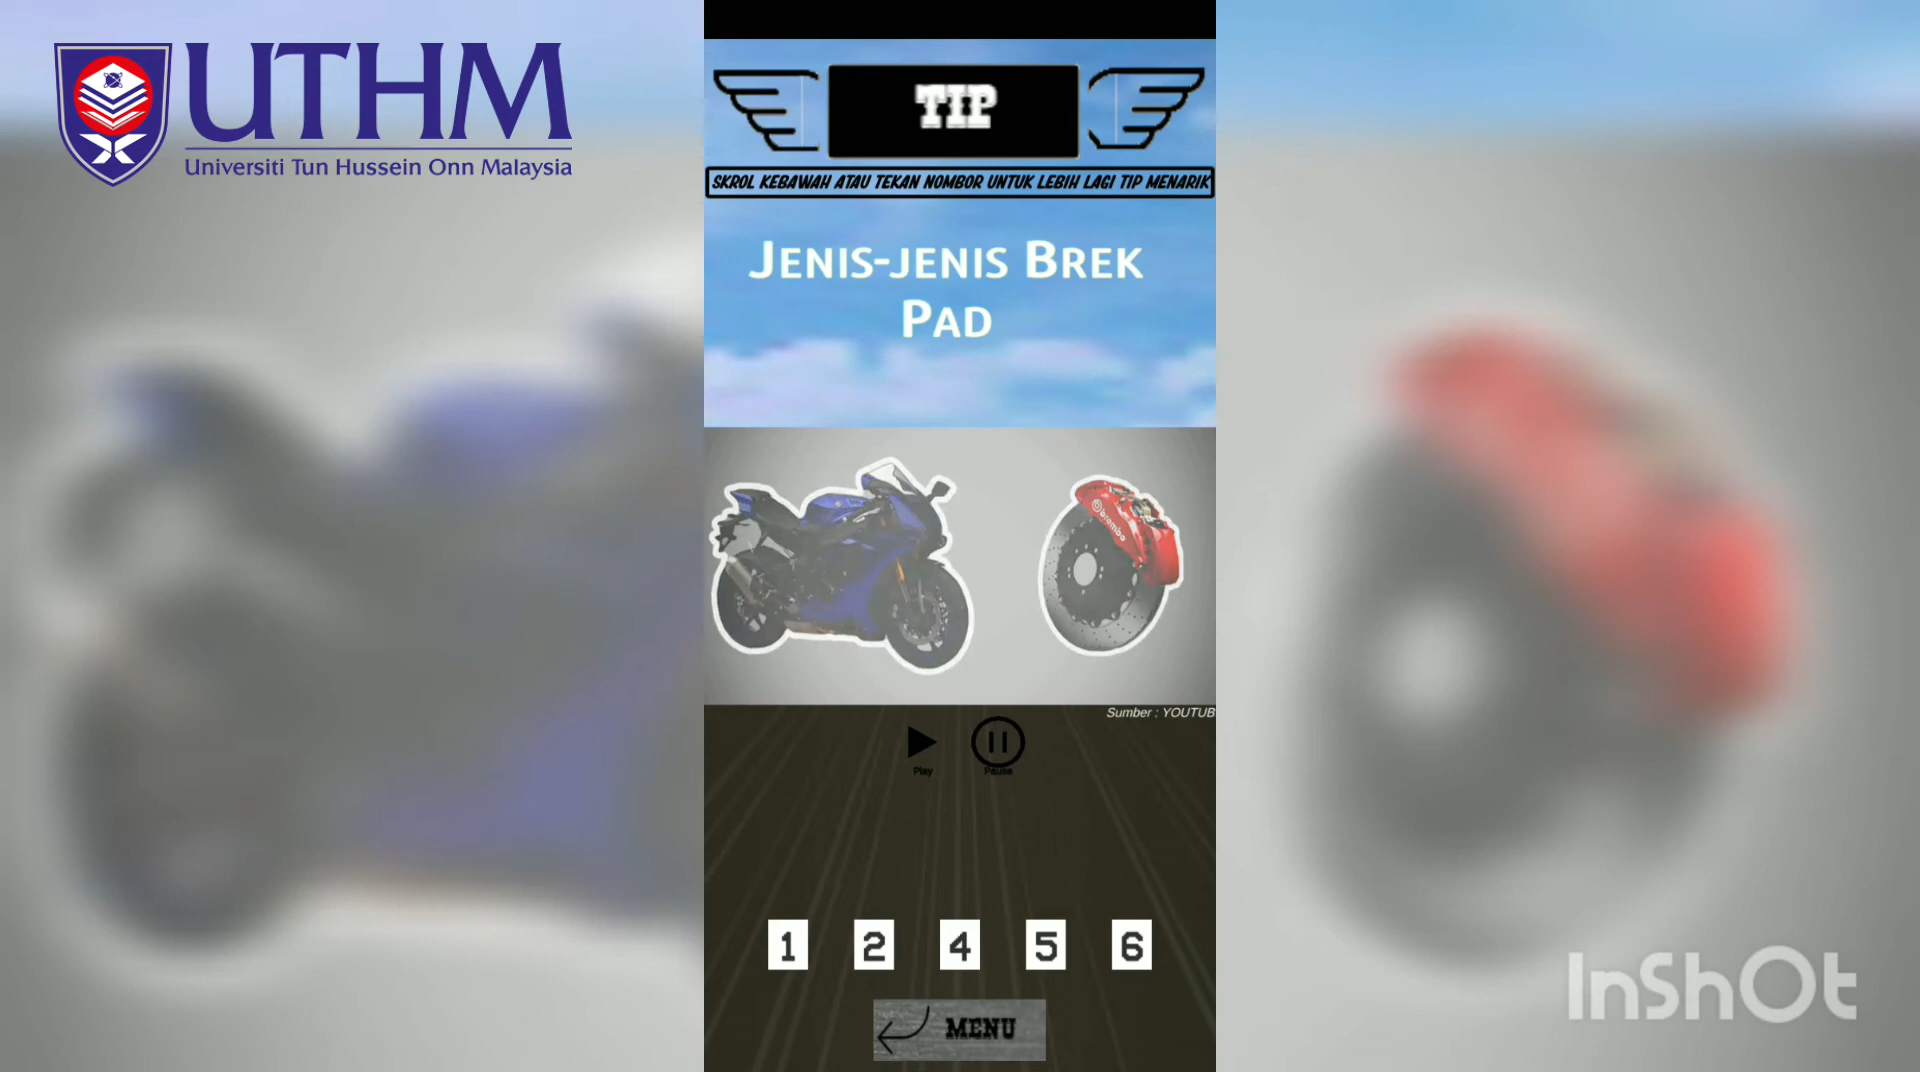 UTHM
Universiti Tun Hussein Onn Malaysia
TIP
SKROL KEBAWAH ATAU TEKAN NOMBOR UNTUK LEBIH LAGI TIP MENARIK
JENIS-JENIS BREK
PAD
brembo
Sumber : YOUTUB
Play
Pause
1 2 4 5 6
MENU
InShOt